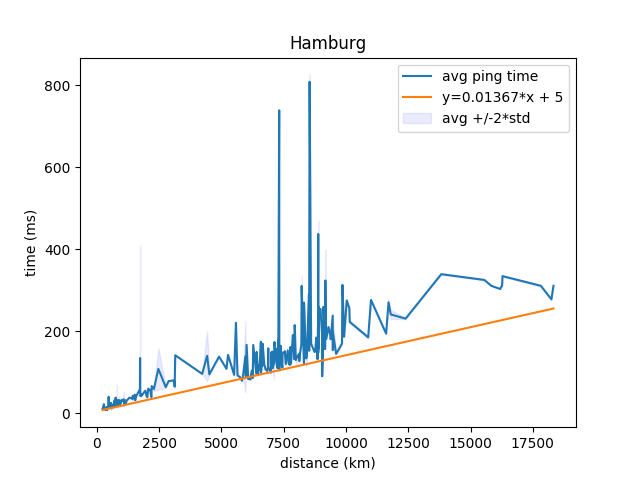 Hamburg
avg ping time
y=0.01367*x + 5
avg +/-2*std
time (ms)
800
600
400
200
0
0 2500 5000 7500 10000 12500 15000 17500
distance (km)